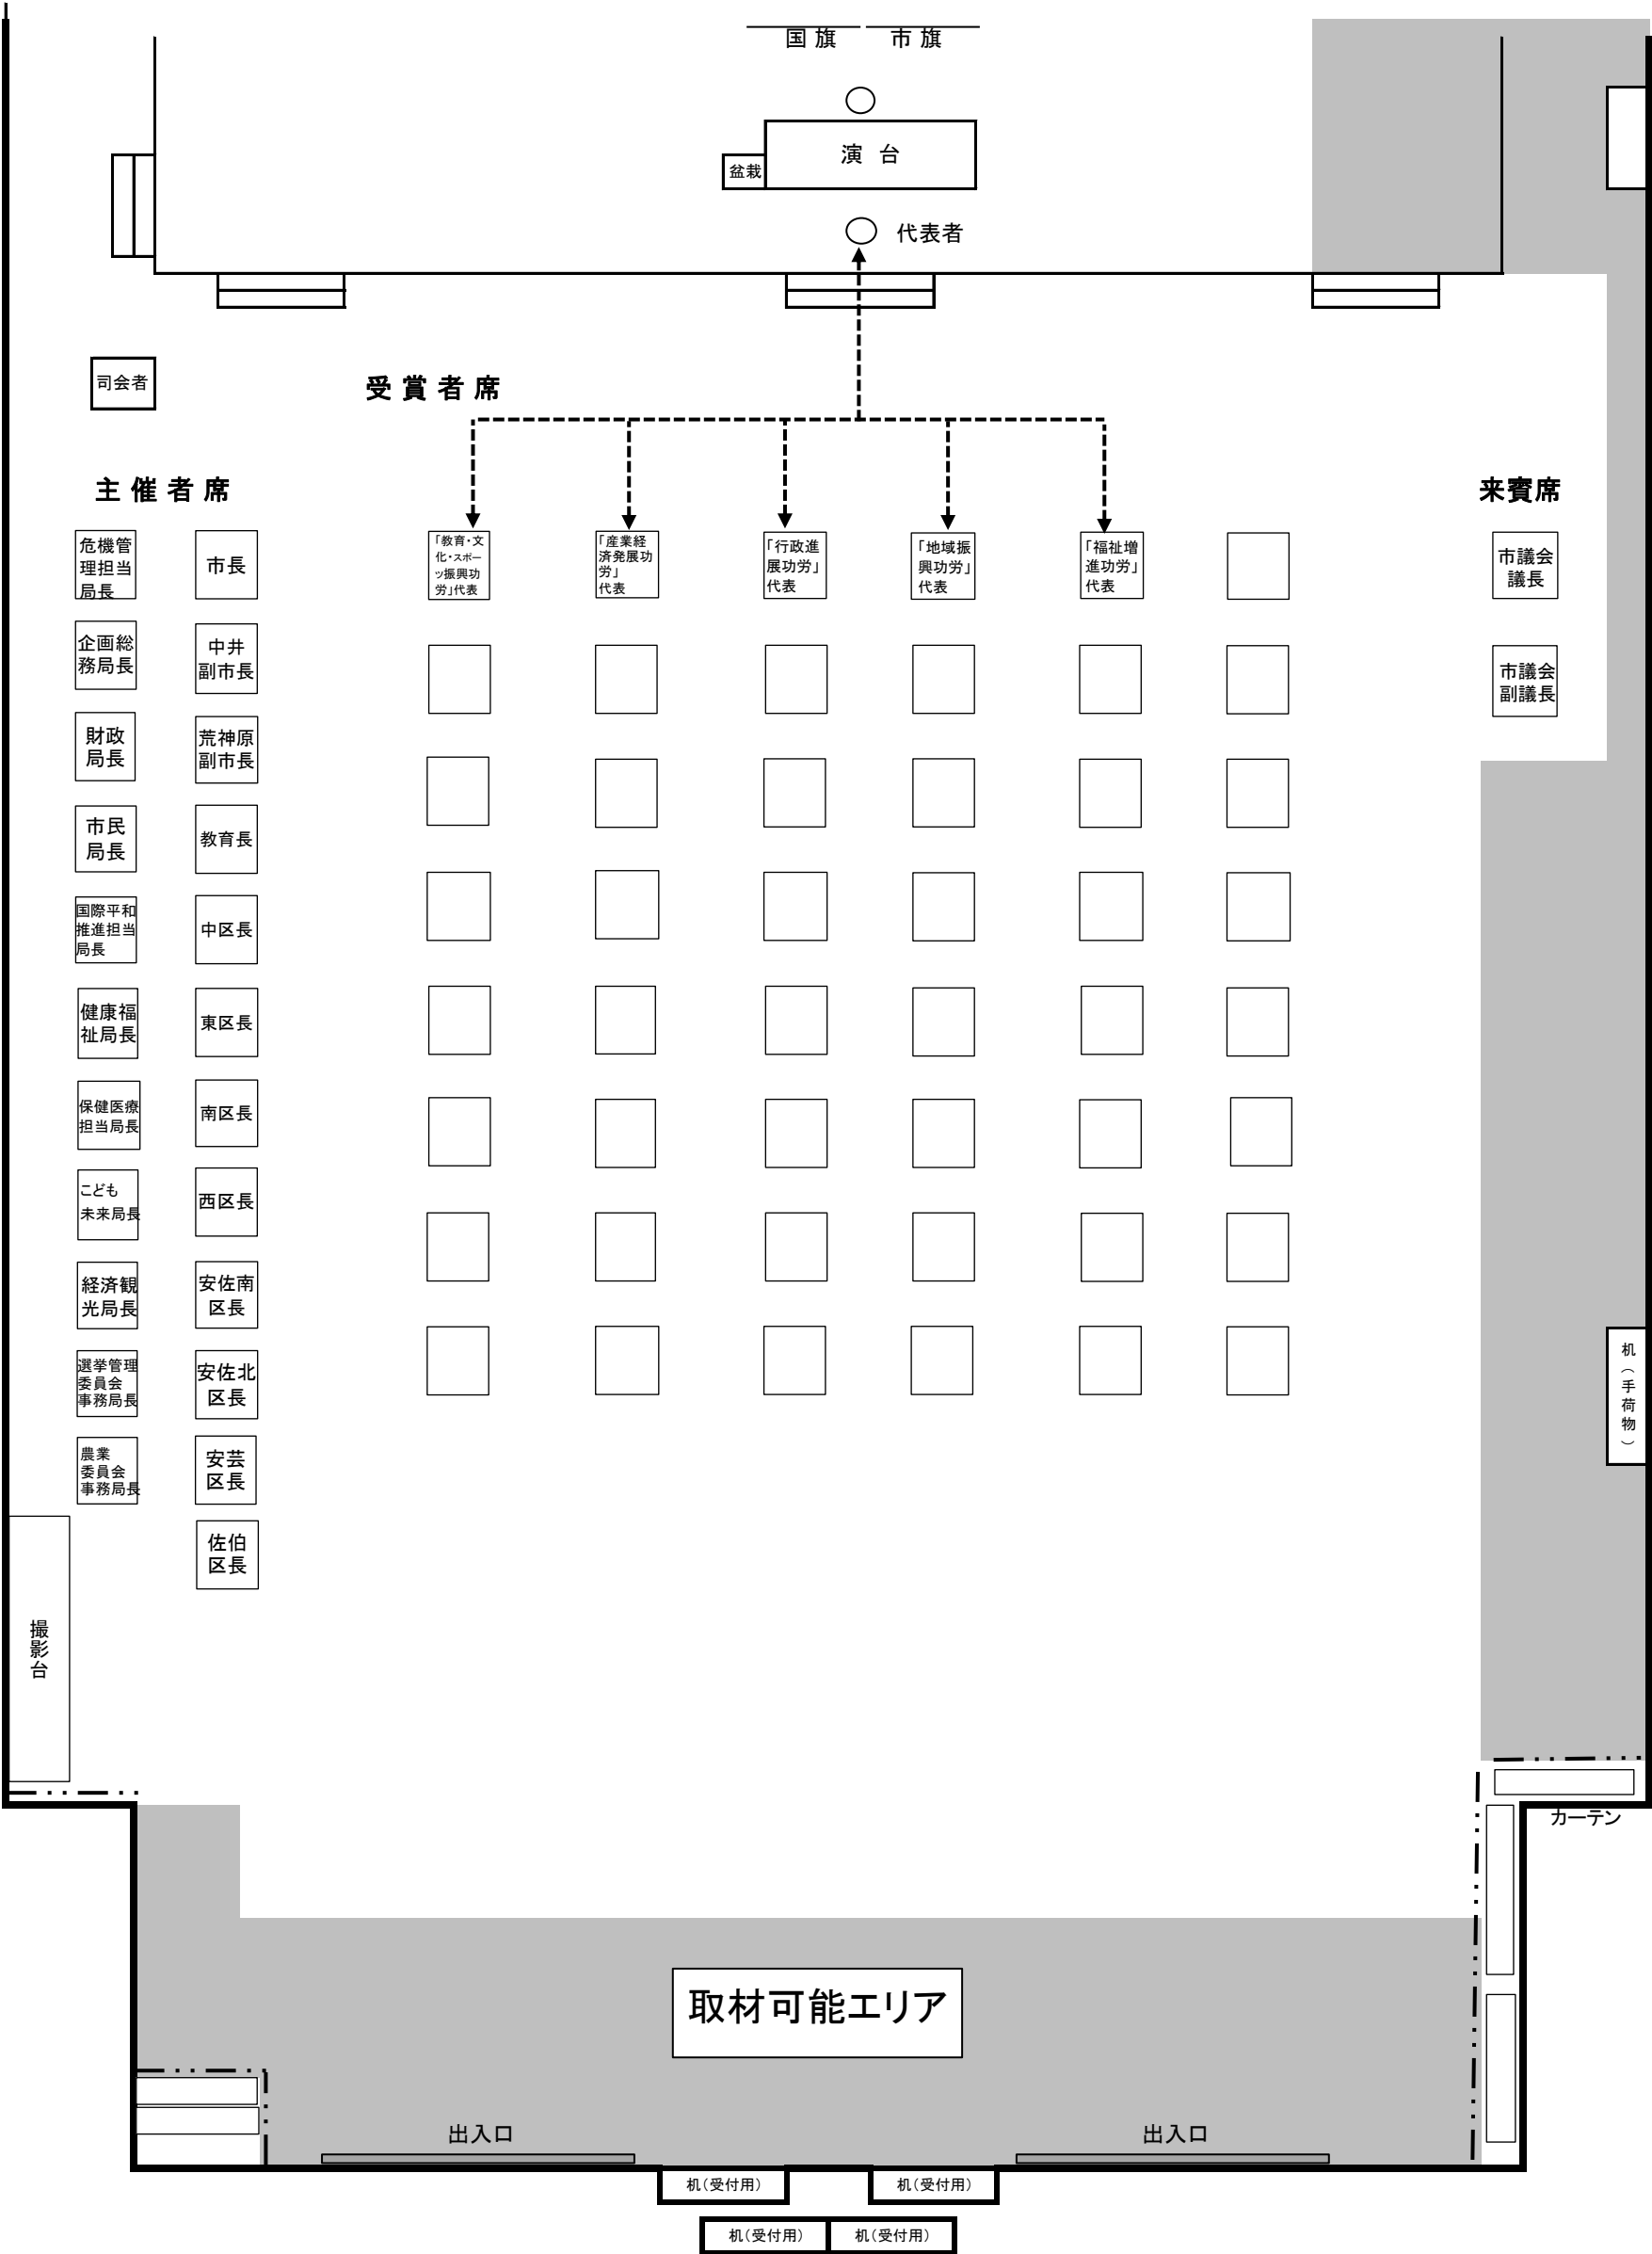 国 旗
市 旗
演 台
盆栽
代表者
司会者
受 賞 者 席
主 催 者 席
来賓席
危機管
理担当
局長
市長
「教育・文
化・スポー
ツ振興功
労」代表
「産業経
済発展功
労」
代表
「行政進
展功労」
代表
「地域振
興功労」
代表
「福祉増
進功労」
代表
市議会
議長
企画総
務局長
中井
副市長
市議会
副議長
財政
局長
荒神原
副市長
市民
局長
教育長
国際平和
推進担当
局長
中区長
健康福
祉局長
東区長
保健医療
担当局長
南区長
こども
未来局長
西区長
経済観
光局長
安佐南
区長
選挙管理
委員会
事務局長
安佐北
区長
机（手荷物）
農業
委員会
事務局長
安芸
区長
佐伯
区長
撮影台
カーテン
取材可能エリア
出入口
出入口
机（受付用）
机（受付用）
机（受付用）
机（受付用）